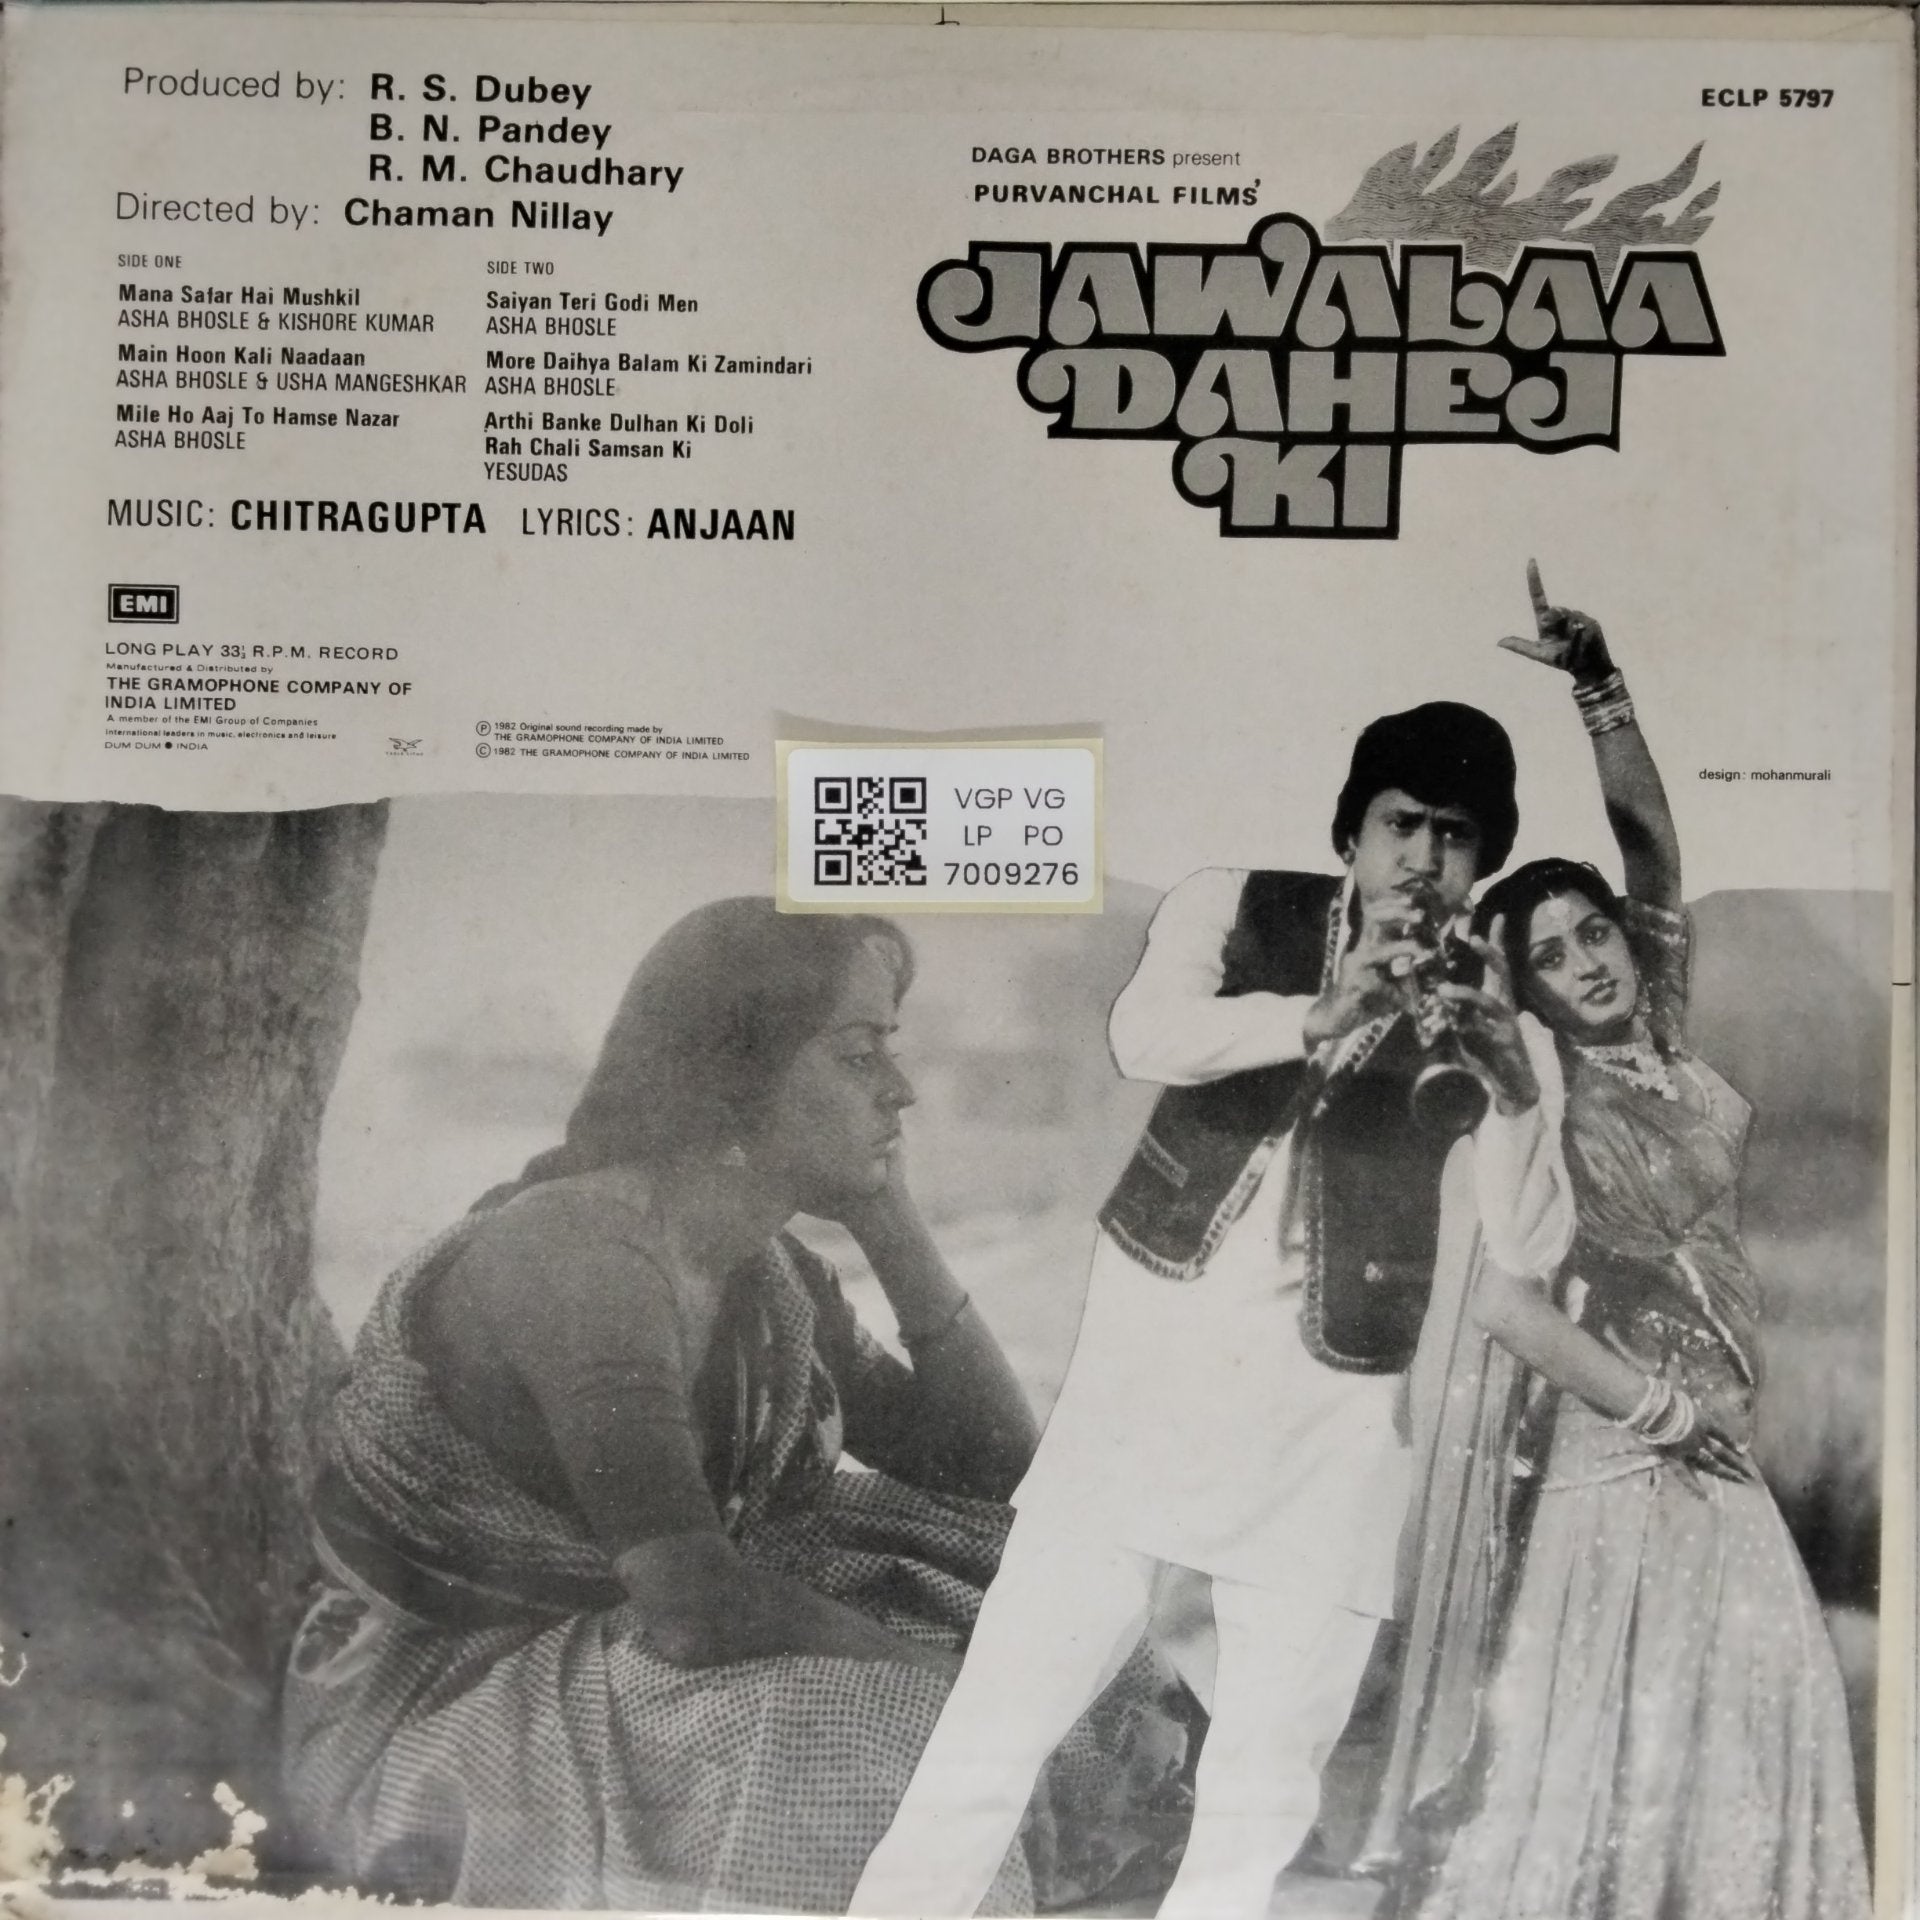 Produced by: R. S. Dubey
B. N. Pandey
R. M. Chaudhary
Directed by: Chaman Nillay
SIDE ONE
Mana Safar Hai Mushkil
ASHA BHOSLE & KISHORE KUMAR
Main Hoon Kali Naadaan
ASHA BHOSLE & USHA MANGESHKAR
Mile Ho Aaj To Hamse Nazar
ASHA BHOSLE
SIDE TWO
Saiyan Teri Godi Men
ASHA BHOSLE
More Daihya Balam Ki Zamindari
ASHA BHOSLE
Arthi Banke Dulhan Ki Doli
Rah Chali Samsan Ki
YESUDAS
MUSIC: CHITRAGUPTA LYRICS: ANJAAN
ECLP 5797
DAGA BROTHERS present
PURVANCHAL FILMS'
JAWALAA
DAHEJ
KI
EMI
LONG PLAY 33⅓ R.P.M. RECORD
Manufactured & Distributed by
THE GRAMOPHONE COMPANY OF
INDIA LIMITED
A member of the EMI Group of Companies
International leaders in music, electronics and leisure
DUM DUM ● INDIA
Ⓟ 1982 Original sound recording made by
THE GRAMOPHONE COMPANY OF INDIA LIMITED
© 1982 THE GRAMOPHONE COMPANY OF INDIA LIMITED
VGP VG
LP PO
7009276
design: mohanmurali